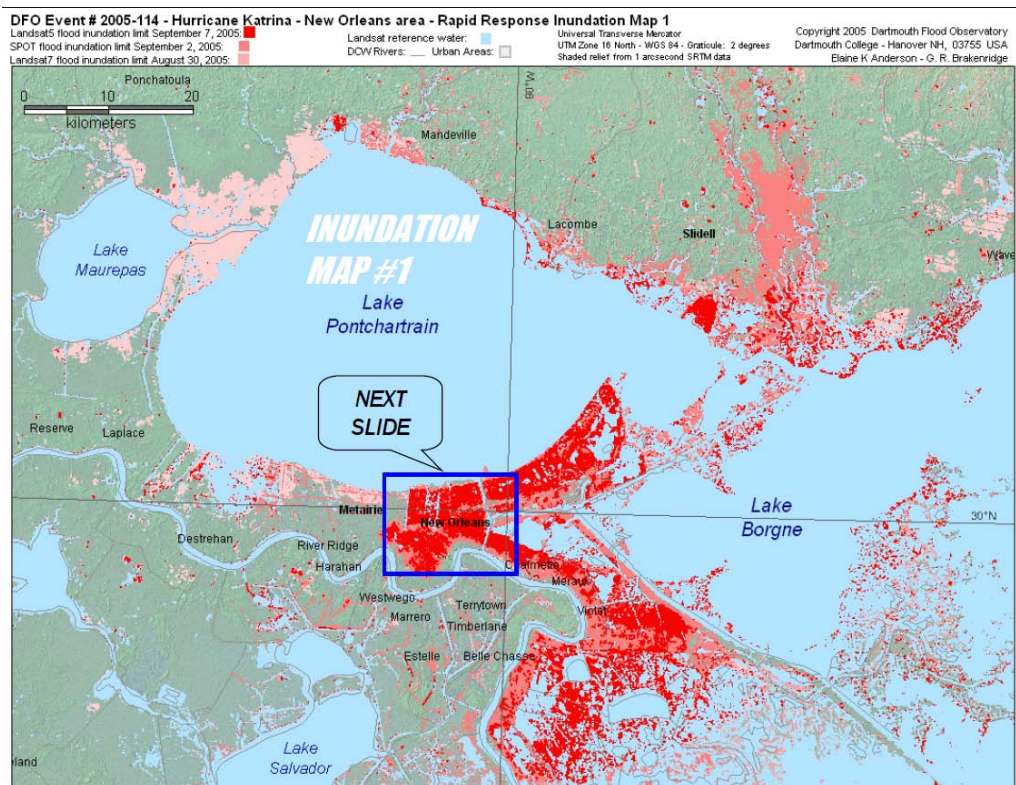 DFO Event # 2005-114 - Hurricane Katrina - New Orleans area - Rapid Response Inundation Map 1
Landsat5 flood inundation limit September 7, 2005:
SPOT flood inundation limit September 2, 2005:
Landsat7 flood inundation limit August 30, 2005:
Landsat reference water:
DCW Rivers: ___ Urban Areas:
Universal Transverse Mercator
UTM Zone 16 North - WGS 84 - Graticule: 2 degrees
Shaded relief from 1 arcsecond SRTM data
Copyright 2005 Dartmouth Flood Observatory
Dartmouth College - Hanover NH, 03755 USA
Elaine K Anderson - G. R. Brakenridge
Ponchatoula
0 10 20
kilometers
90°W
Mandeville
INUNDATION
MAP #1
Lacombe
Slidell
Lake
Maurepas
Wave
Lake
Pontchartrain
NEXT
SLIDE
Reserve
Laplace
Metairie
New Orleans
Lake
Borgne
30°N
Destrehan
River Ridge
Harahan
Chalmette
Meraux
Westwego
Marrero
Terrytown
Timberlane
Violet
Estelle
Belle Chasse
Lake
Salvador
eland